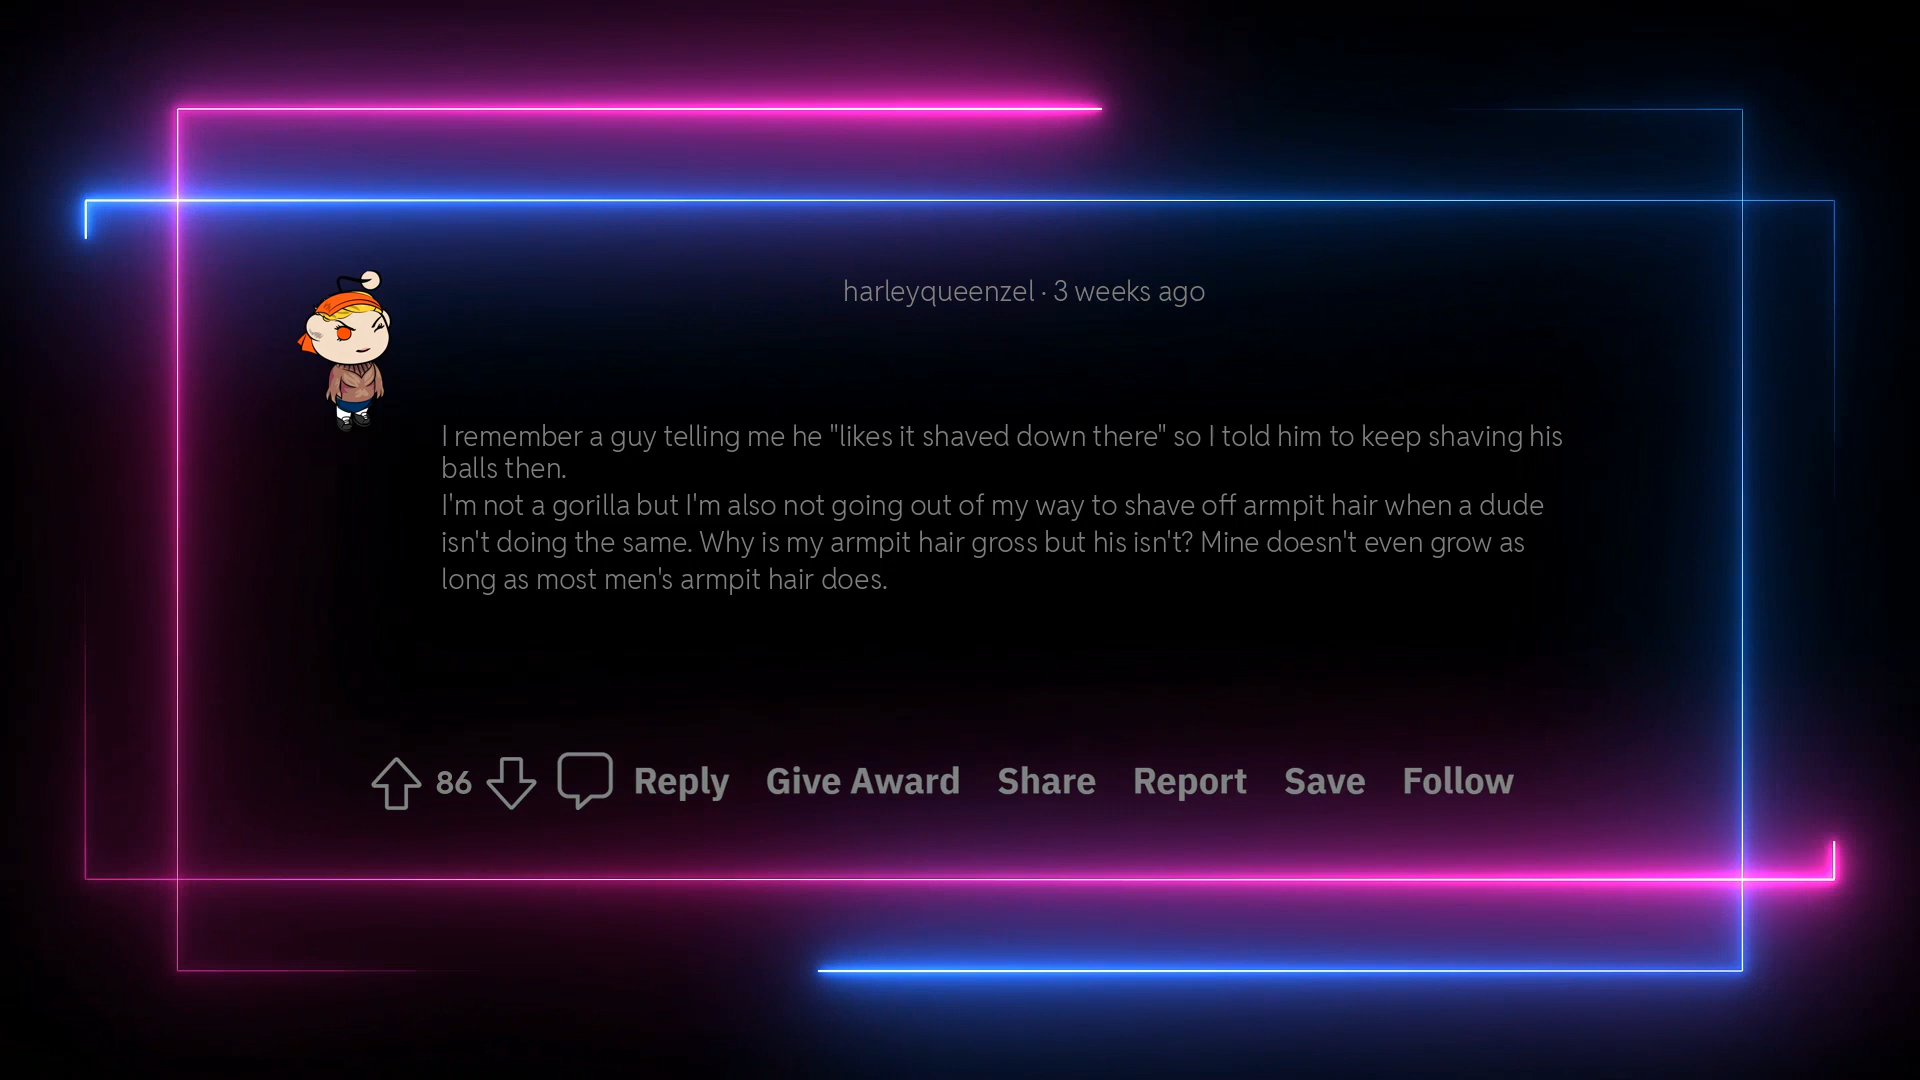 harleyqueenzel · 3 weeks ago
I remember a guy telling me he "likes it shaved down there" so I told him to keep shaving his
balls then.
I'm not a gorilla but I'm also not going out of my way to shave off armpit hair when a dude
isn't doing the same. Why is my armpit hair gross but his isn't? Mine doesn't even grow as
long as most men's armpit hair does.
86 Reply Give Award Share Report Save Follow